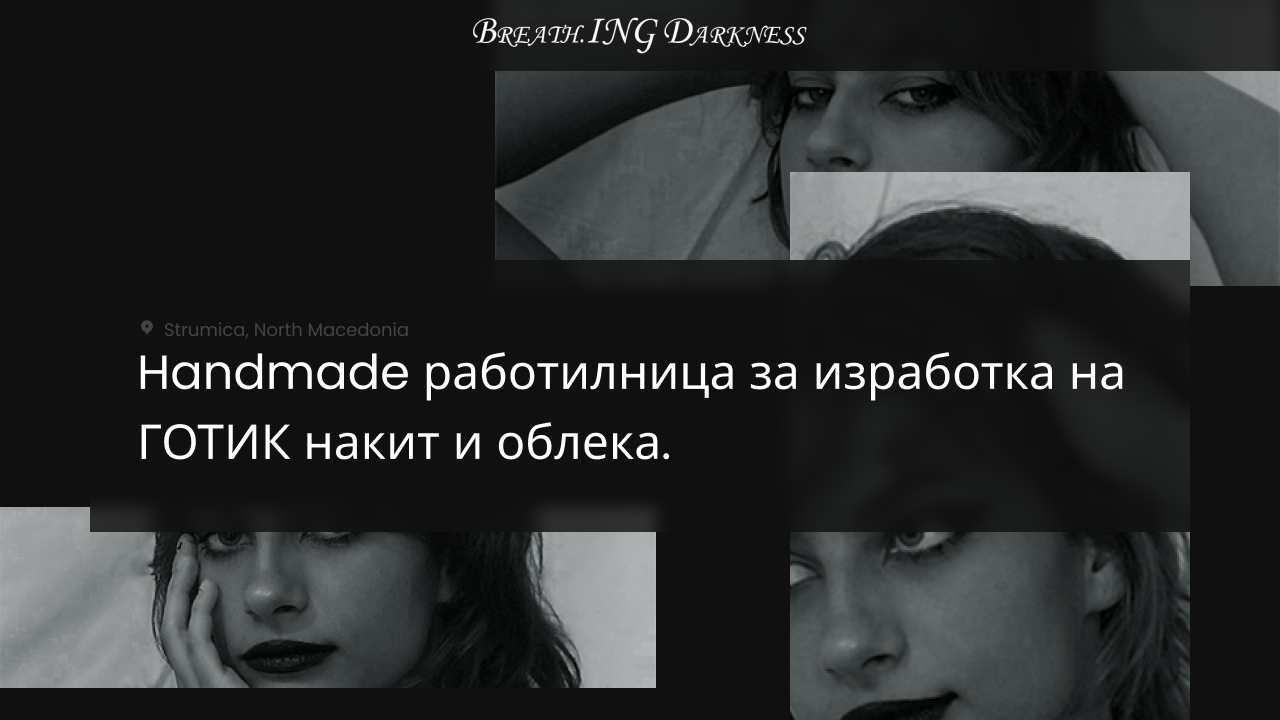 BREATH.ING DARKNESS
Strumica, North Macedonia
Handmade работилница за изработка на
ГОТИК накит и облека.